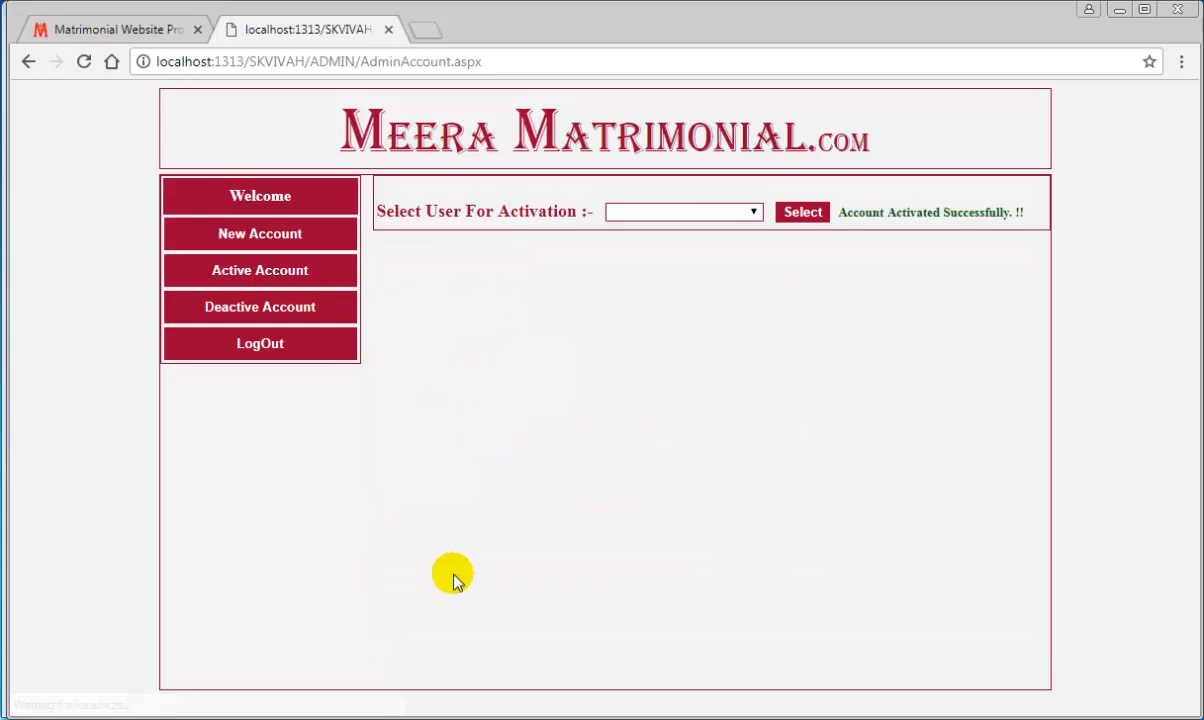 Matrimonial Website Pro
localhost:1313/SKVIVAH
localhost:1313/SKVIVAH/ADMIN/AdminAccount.aspx
MEERA MATRIMONIAL.COM
Welcome
New Account
Active Account
Deactive Account
LogOut
Select User For Activation :-
Select
Account Activated Successfully. !!